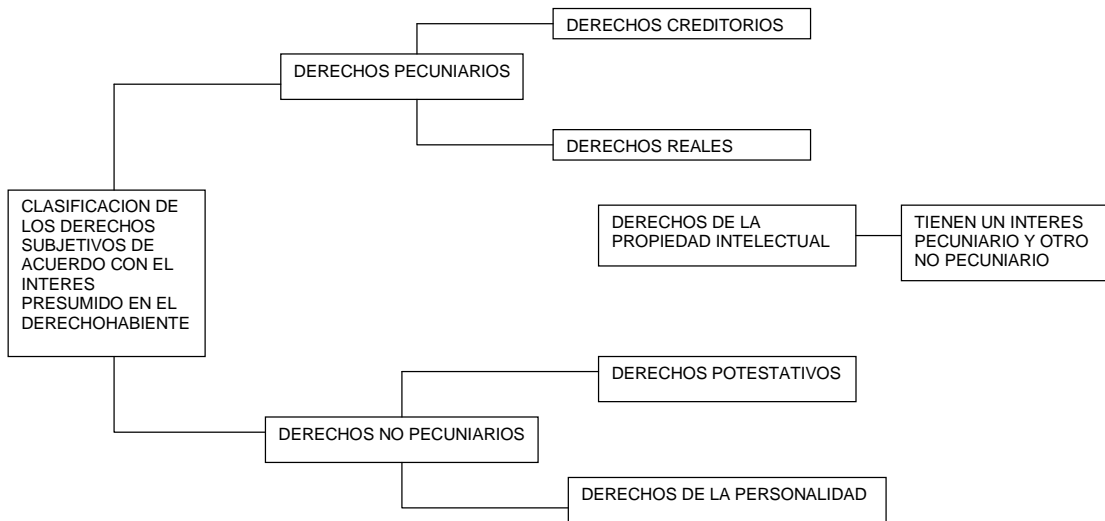 DERECHOS CREDITORIOS
DERECHOS PECUNIARIOS
DERECHOS REALES
CLASIFICACION DE
LOS DERECHOS
SUBJETIVOS DE
ACUERDO CON EL
INTERES
PRESUMIDO EN EL
DERECHOHABIENTE
DERECHOS DE LA
PROPIEDAD INTELECTUAL
TIENEN UN INTERES
PECUNIARIO Y OTRO
NO PECUNIARIO
DERECHOS POTESTATIVOS
DERECHOS NO PECUNIARIOS
DERECHOS DE LA PERSONALIDAD